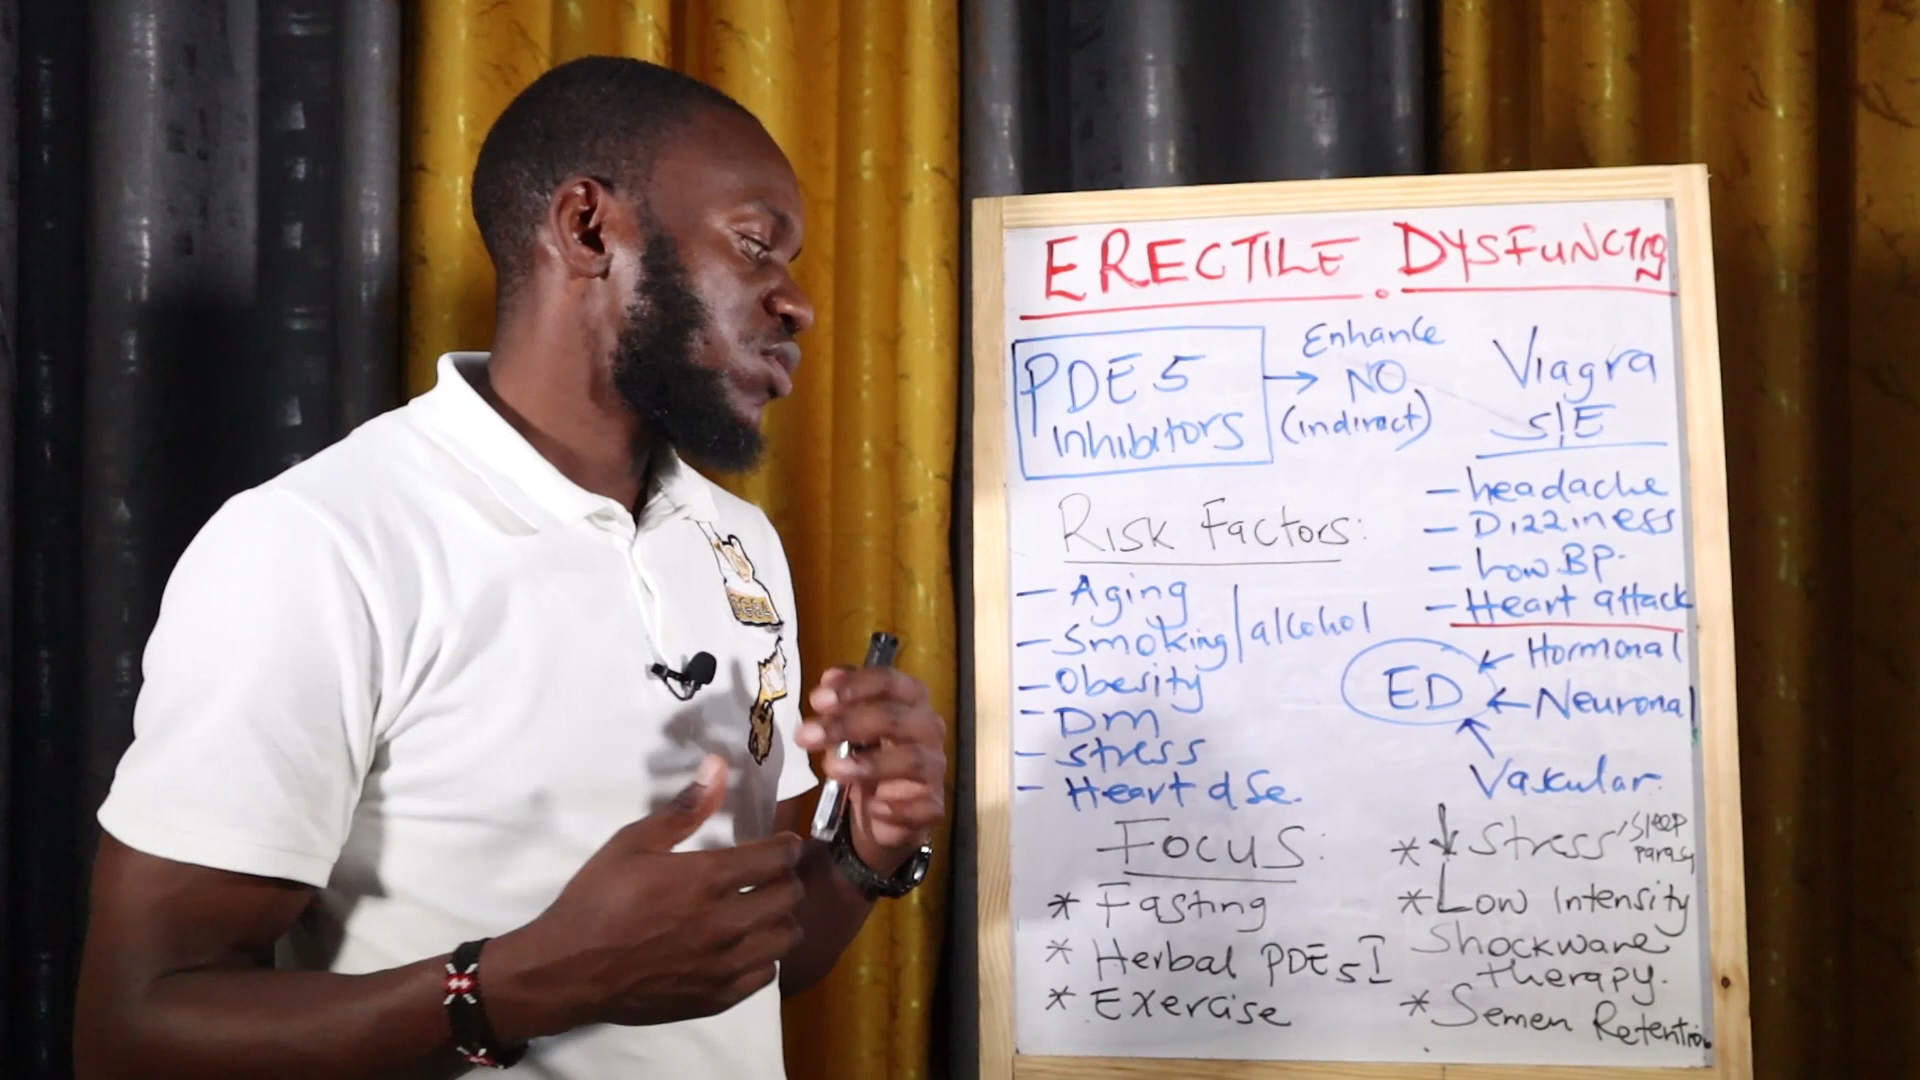 ERECTILE DYSFUNCTION
PDE5
Inhibitors
Enhance
NO
(indirect)
Viagra
S/E
- headache
- Dizziness
- Low BP.
- Heart attack
Risk Factors:
- Aging
- Smoking/alcohol
- Obesity
- DM
- Stress
- Heart dse.
ED
Hormonal
Neuronal
Vascular.
Focus:
* Fasting
* Herbal PDE5I
* Exercise
* ↓ Stress, Sleep
* Low Intensity
Shockwave
therapy.
* Semen Retention